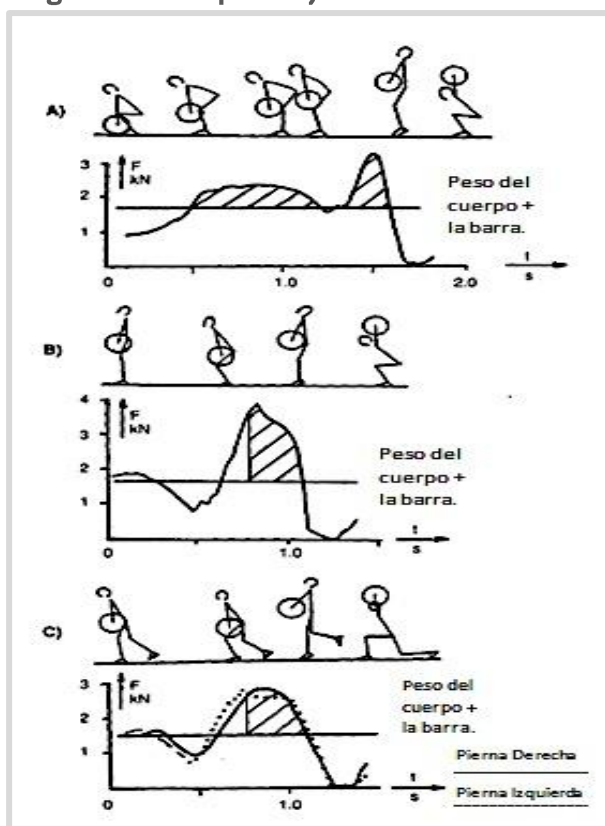 A)
3
F
kN
2
1
Peso del
cuerpo +
la barra.
0
1.0
2.0
t
s
B)
4
F
kN
3
2
1
Peso del
cuerpo +
la barra.
0
1.0
t
s
C)
3
F
kN
2
1
Peso del
cuerpo +
la barra.
Pierna Derecha
Pierna Izquierda
0
1.0
t
s